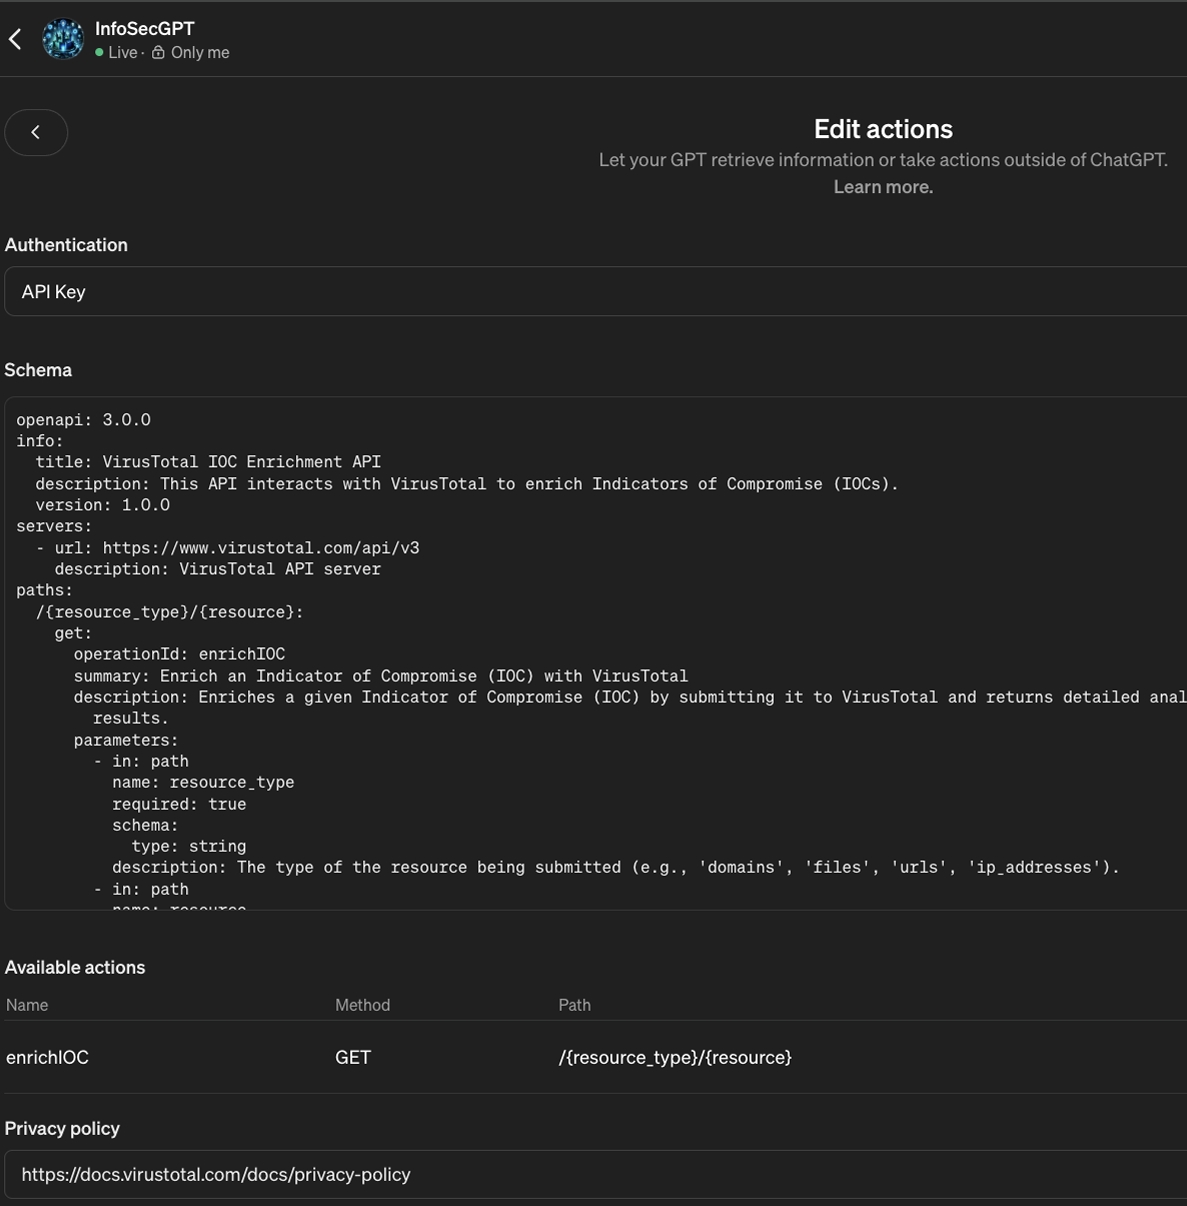 InfoSecGPT
Live · Only me
Edit actions
Let your GPT retrieve information or take actions outside of ChatGPT.
Learn more.
Authentication
API Key
Schema
openapi: 3.0.0
info:
  title: VirusTotal IOC Enrichment API
  description: This API interacts with VirusTotal to enrich Indicators of Compromise (IOCs).
  version: 1.0.0
servers:
  - url: https://www.virustotal.com/api/v3
    description: VirusTotal API server
paths:
  /{resource_type}/{resource}:
    get:
      operationId: enrichIOC
      summary: Enrich an Indicator of Compromise (IOC) with VirusTotal
      description: Enriches a given Indicator of Compromise (IOC) by submitting it to VirusTotal and returns detailed anal
        results.
      parameters:
        - in: path
          name: resource_type
          required: true
          schema:
            type: string
          description: The type of the resource being submitted (e.g., 'domains', 'files', 'urls', 'ip_addresses').
        - in: path
          name: resource
Available actions
Name Method Path
enrichIOC GET /{resource_type}/{resource}
Privacy policy
https://docs.virustotal.com/docs/privacy-policy